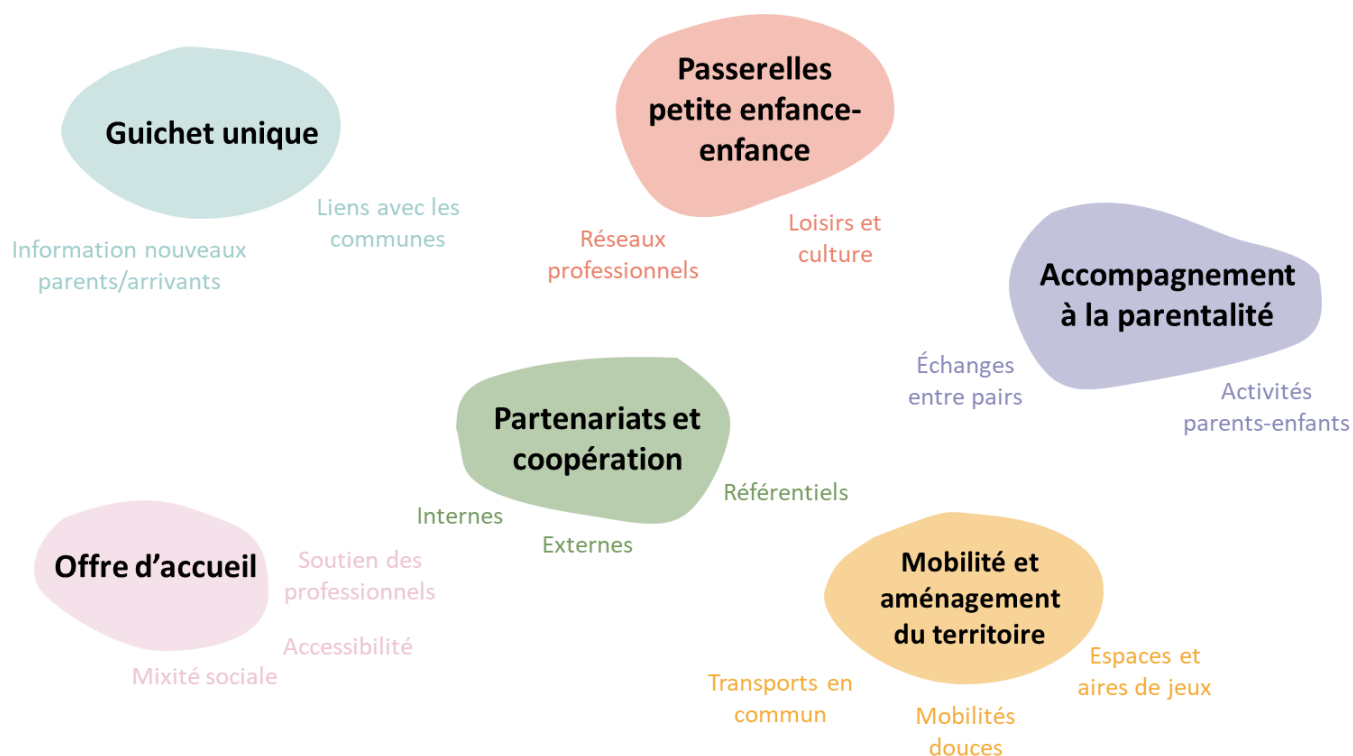 Guichet unique
Liens avec les
communes
Information nouveaux
parents/arrivants
Passerelles
petite enfance-
enfance
Réseaux
professionnels
Loisirs et
culture
Accompagnement
à la parentalité
Échanges
entre pairs
Activités
parents-enfants
Partenariats et
coopération
Internes
Externes
Référentiels
Offre d’accueil
Soutien des
professionnels
Accessibilité
Mixité sociale
Mobilité et
aménagement
du territoire
Transports en
commun
Mobilités
douces
Espaces et
aires de jeux